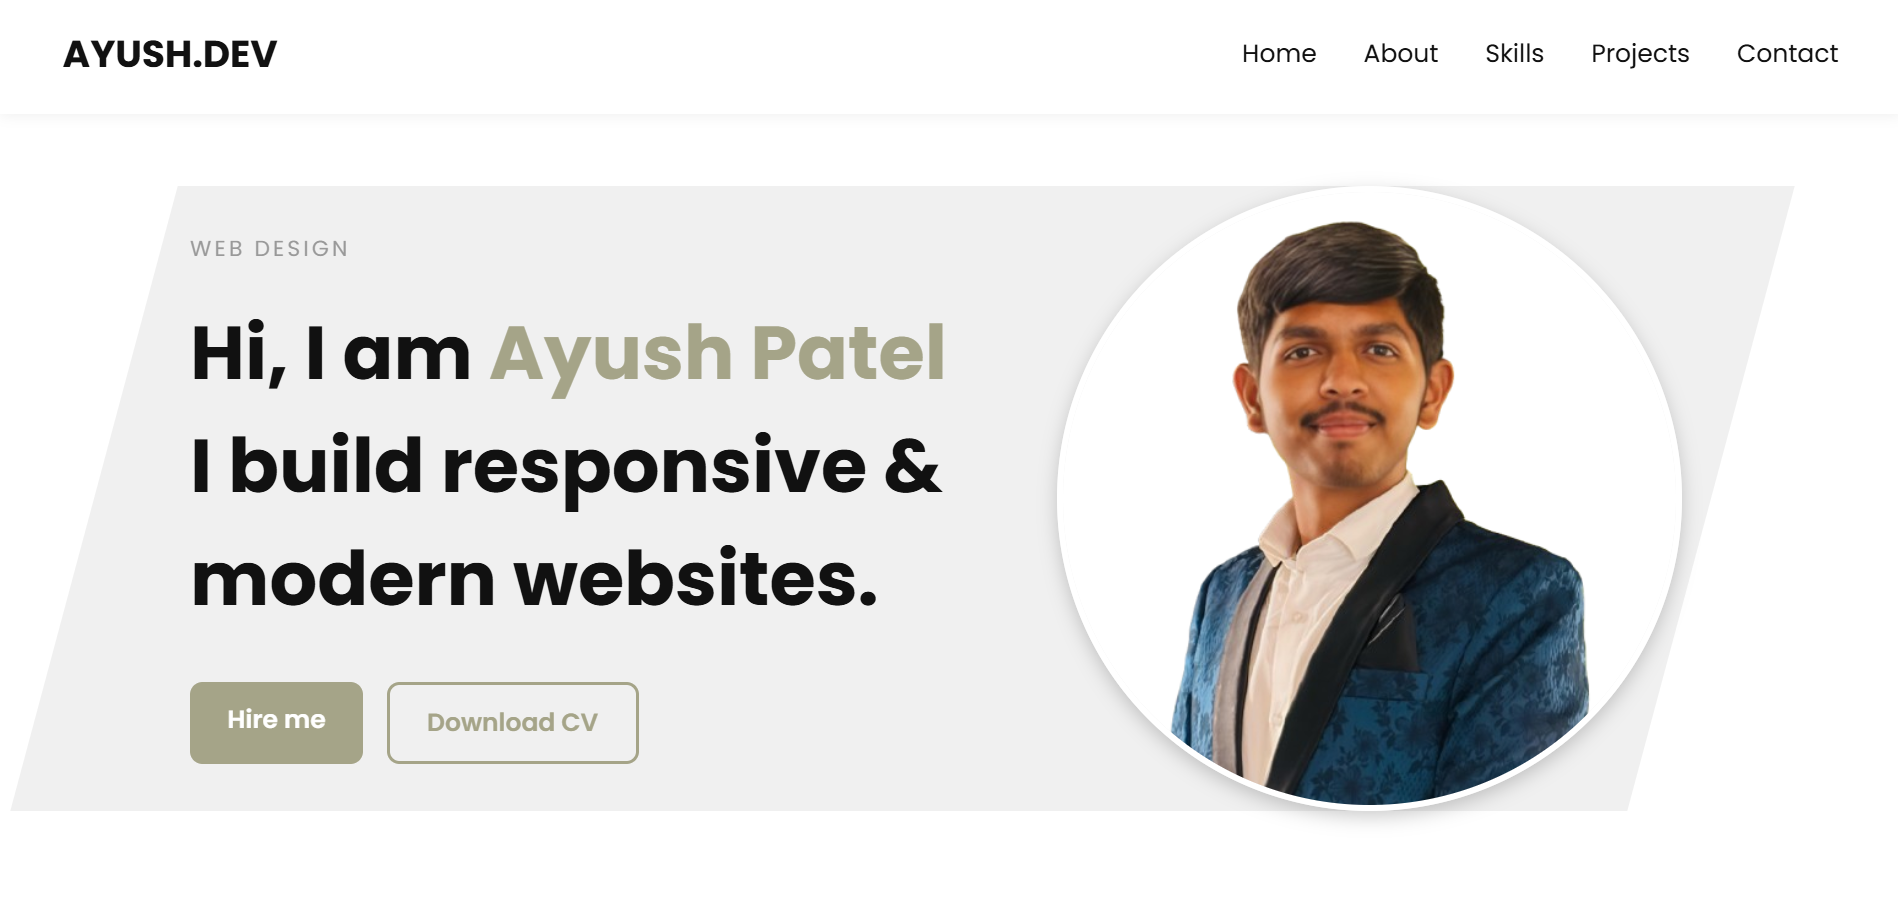 AYUSH.DEV
Home About Skills Projects Contact
WEB DESIGN
Hi, I am Ayush Patel
I build responsive &
modern websites.
Hire me
Download CV